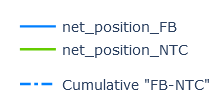 net_position_FB
net_position_NTC
Cumulative "FB-NTC"